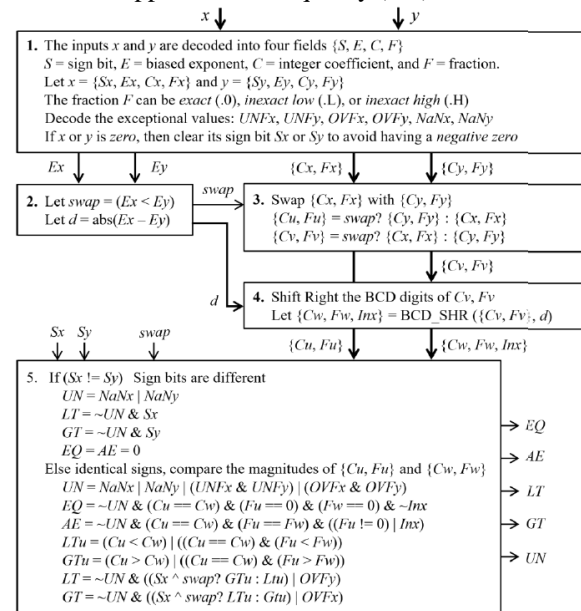 x
y
1. The inputs x and y are decoded into four fields {S, E, C, F}
S = sign bit, E = biased exponent, C = integer coefficient, and F = fraction.
Let x = {Sx, Ex, Cx, Fx} and y = {Sy, Ey, Cy, Fy}
The fraction F can be exact (.0), inexact low (.L), or inexact high (.H)
Decode the exceptional values: UNFx, UNFy, OVFx, OVFy, NaNx, NaNy
If x or y is zero, then clear its sign bit Sx or Sy to avoid having a negative zero
Ex
Ey
{Cx, Fx}
{Cy, Fy}
2. Let swap = (Ex < Ey)
Let d = abs(Ex – Ey)
swap
3. Swap {Cx, Fx} with {Cy, Fy}
{Cu, Fu} = swap? {Cy, Fy} : {Cx, Fx}
{Cv, Fv} = swap? {Cx, Fx} : {Cy, Fy}
{Cv, Fv}
d
4. Shift Right the BCD digits of Cv, Fv
Let {Cw, Fw, Inx} = BCD_SHR ({Cv, Fv}, d)
Sx
Sy
swap
{Cu, Fu}
{Cw, Fw, Inx}
5. If (Sx != Sy) Sign bits are different
UN = NaNx | NaNy
LT = ~UN & Sx
GT = ~UN & Sy
EQ = AE = 0
Else identical signs, compare the magnitudes of {Cu, Fu} and {Cw, Fw}
UN = NaNx | NaNy | (UNFx & UNFy) | (OVFx & OVFy)
EQ = ~UN & (Cu == Cw) & (Fu == 0) & (Fw == 0) & ~Inx
AE = ~UN & (Cu == Cw) & (Fu == Fw) & ((Fu != 0) | Inx)
LTu = (Cu < Cw) | ((Cu == Cw) & (Fu < Fw))
GTu = (Cu > Cw) | ((Cu == Cw) & (Fu > Fw))
LT = ~UN & ((Sx ^ swap? GTu : Ltu) | OVFy)
GT = ~UN & ((Sx ^ swap? LTu : Gtu) | OVFx)
EQ
AE
LT
GT
UN